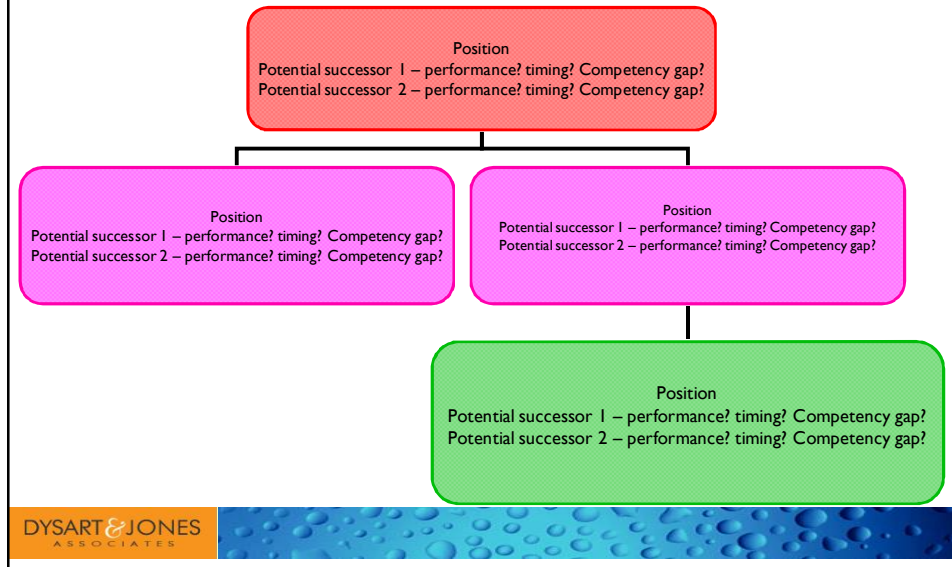 Position
Potential successor 1 – performance? timing? Competency gap?
Potential successor 2 – performance? timing? Competency gap?
Position
Potential successor 1 – performance? timing? Competency gap?
Potential successor 2 – performance? timing? Competency gap?
Position
Potential successor 1 – performance? timing? Competency gap?
Potential successor 2 – performance? timing? Competency gap?
Position
Potential successor 1 – performance? timing? Competency gap?
Potential successor 2 – performance? timing? Competency gap?
DYSART & JONES
ASSOCIATES